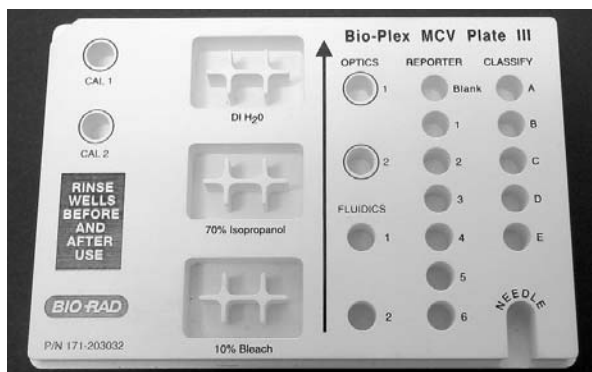 Bio-Plex MCV Plate III
CAL 1
CAL 2
RINSE
WELLS
BEFORE
AND
AFTER
USE
BIO-RAD
P/N 171-203032
DI H20
70% Isopropanol
10% Bleach
OPTICS
1
2
FLUIDICS
1
2
REPORTER
Blank
1
2
3
4
5
6
CLASSIFY
A
B
C
D
E
NEEDLE